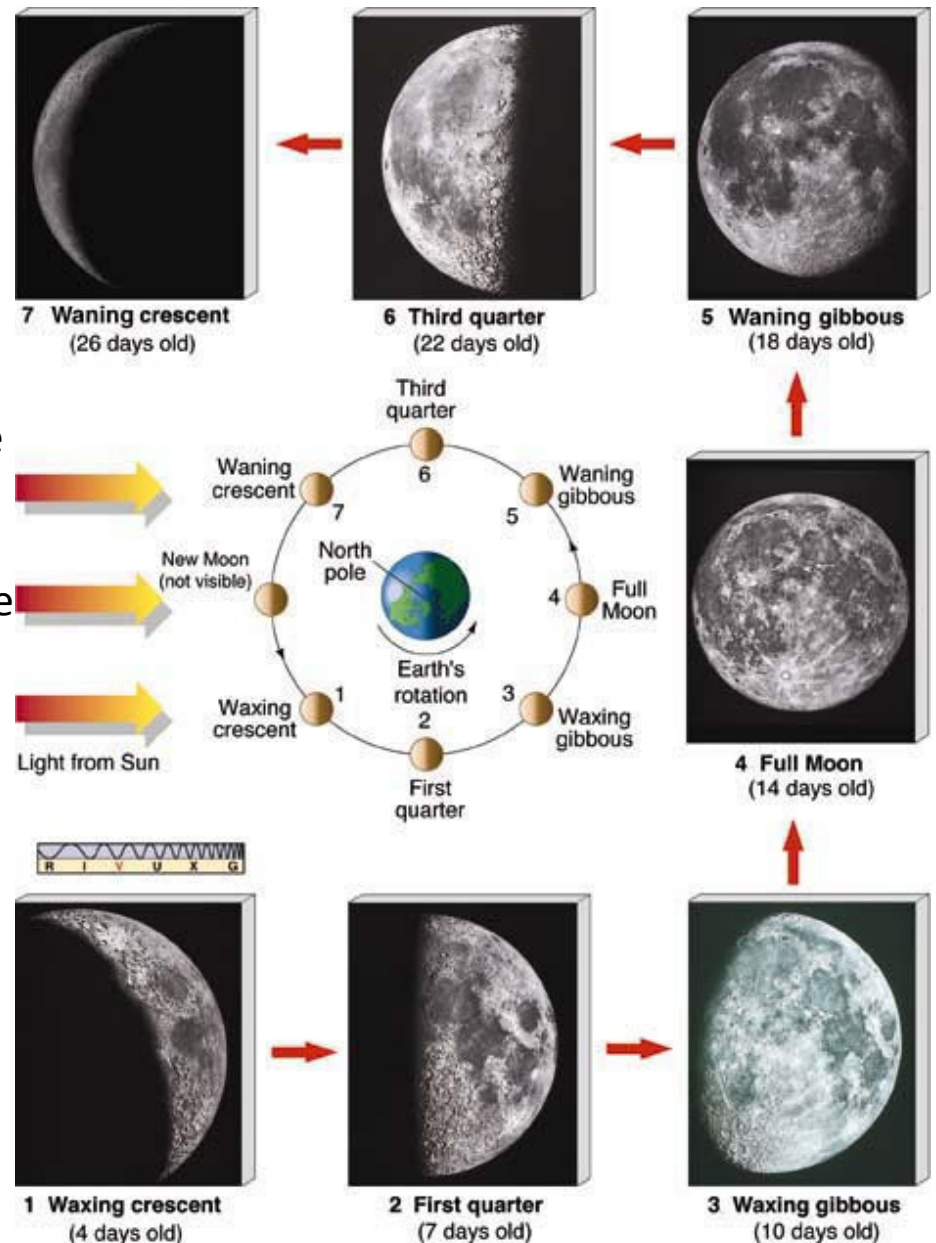 7 Waning crescent
(26 days old)
6 Third quarter
(22 days old)
5 Waning gibbous
(18 days old)
e
e
Third
quarter
6
Waning
crescent
7
Waning
gibbous
5
New Moon
(not visible)
North
pole
4
Full
Moon
Earth's
rotation
Waxing
crescent
1
2
3
Waxing
gibbous
First
quarter
Light from Sun
4 Full Moon
(14 days old)
R I V U X G
1 Waxing crescent
(4 days old)
2 First quarter
(7 days old)
3 Waxing gibbous
(10 days old)